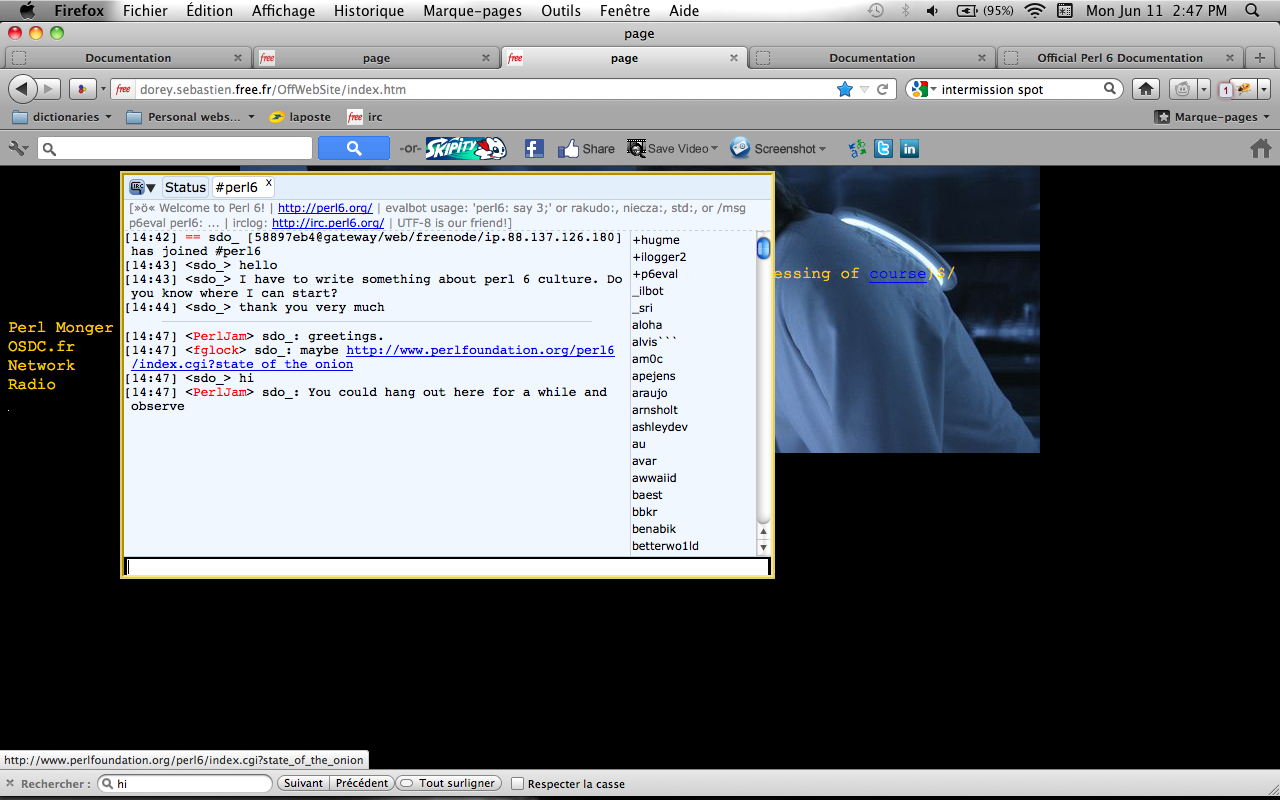 Firefox Fichier Édition Affichage Historique Marque-pages Outils Fenêtre Aide (95%) Mon Jun 11 2:47 PM
page
Documentation free page free page Documentation Official Perl 6 Documentation
free dorey.sebastien.free.fr/OffWebSite/index.htm intermission spot 1
dictionaries Personal webs... laposte free irc Marque-pages
-or- SKIPITY Share Save Video Screenshot
IRC Status #perl6 x
[»ö« Welcome to Perl 6! | http://perl6.org/ | evalbot usage: 'perl6: say 3;' or rakudo:, niecza:, std:, or /msg
p6eval perl6: ... | irclog: http://irc.perl6.org/ | UTF-8 is our friend!]
[14:42] == sdo_ [58897eb4@gateway/web/freenode/ip.88.137.126.180]
has joined #perl6
[14:43] <sdo_> hello
[14:43] <sdo_> I have to write something about perl 6 culture. Do
you know where I can start?
[14:44] <sdo_> thank you very much
[14:47] <PerlJam> sdo_: greetings.
[14:47] <fglock> sdo_: maybe http://www.perlfoundation.org/perl6
/index.cgi?state_of_the_onion
[14:47] <sdo_> hi
[14:47] <PerlJam> sdo_: You could hang out here for a while and
observe
+hugme
+ilogger2
+p6eval
_ilbot
_sri
aloha
alvis```
am0c
apejens
araujo
arnsholt
ashleydev
au
avar
awwaiid
baest
bbkr
benabik
betterwo1ld
essing of course)$/
Perl Monger
OSDC.fr
Network
Radio
http://www.perlfoundation.org/perl6/index.cgi?state_of_the_onion
Rechercher : hi Suivant Précédent Tout surligner Respecter la casse